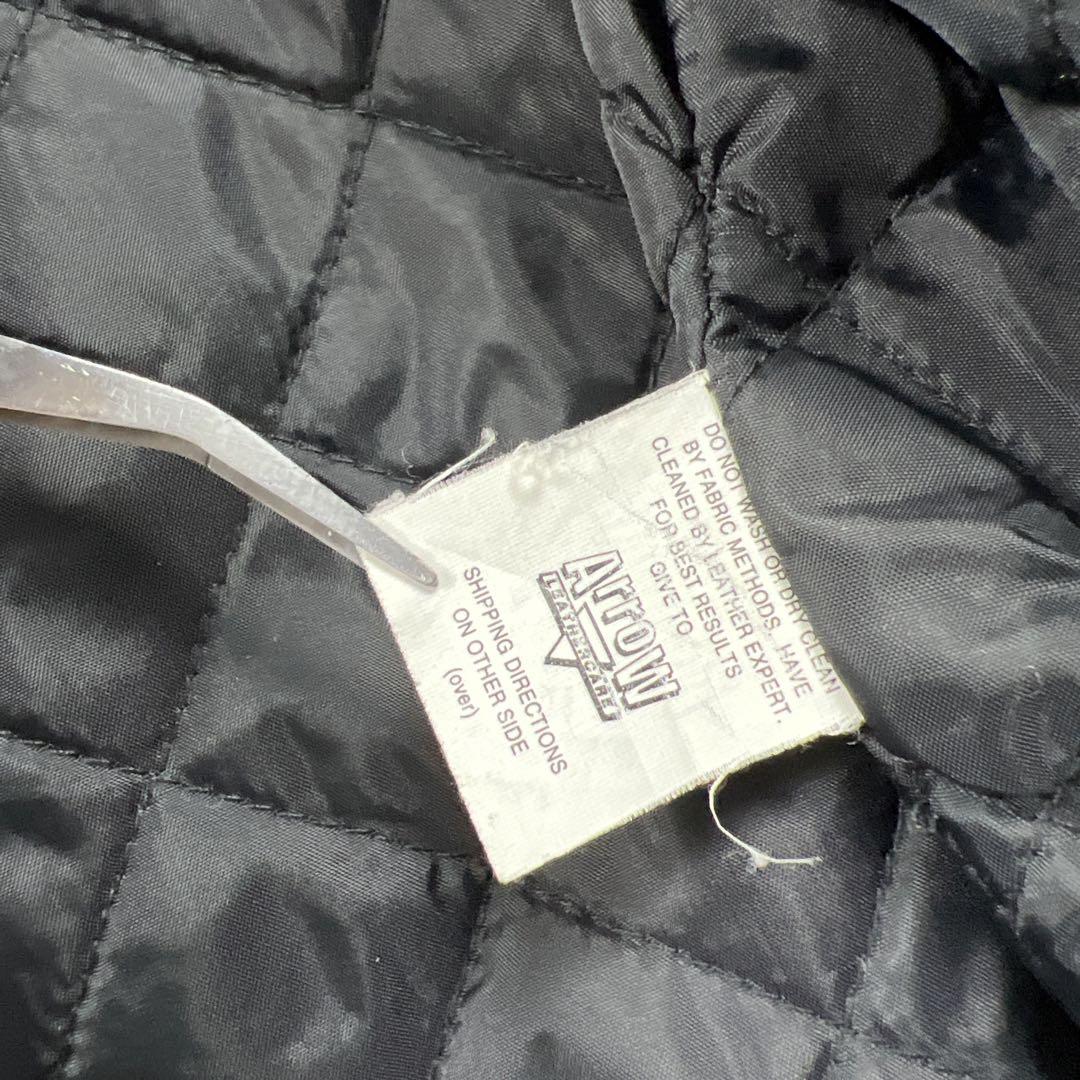 DO NOT WASH OR DRY CLEAN
BY FABRIC METHODS. HAVE
CLEANED BY LEATHER EXPERT.
FOR BEST RESULTS
GIVE TO
Arrow
LEATHERCARE
SHIPPING DIRECTIONS
ON OTHER SIDE
(over)